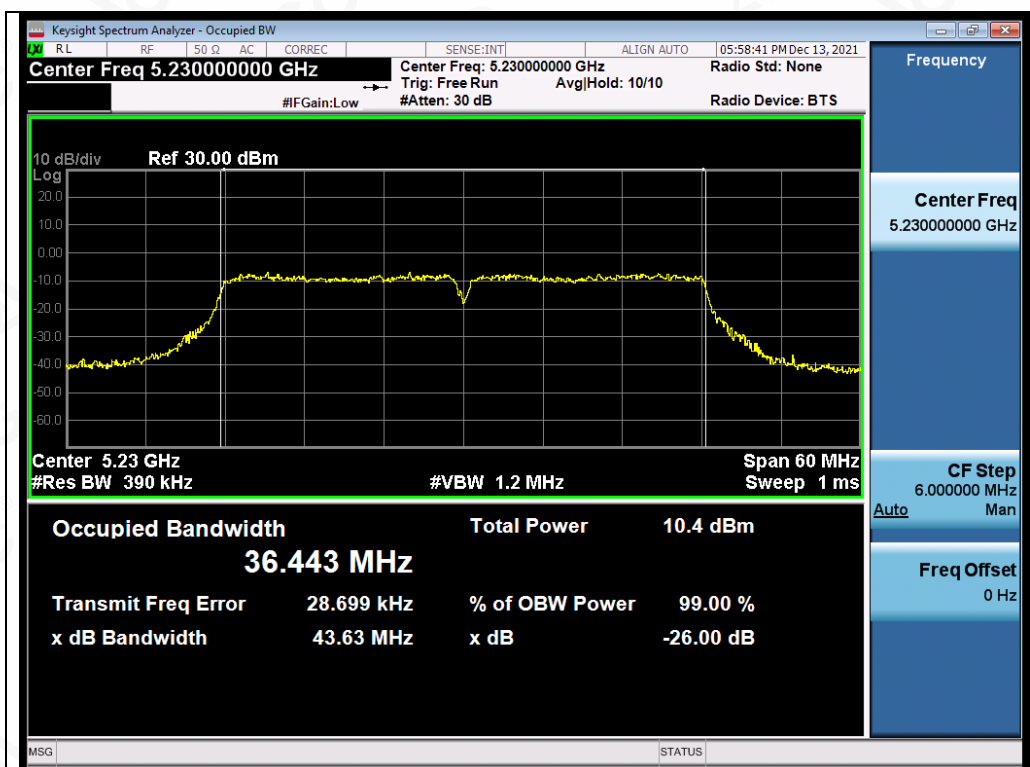 Keysight Spectrum Analyzer - Occupied BW
LXI RL RF 50 Ω AC CORREC SENSE:INT ALIGN AUTO 05:58:41 PM Dec 13, 2021
Center Freq 5.230000000 GHz
Center Freq: 5.230000000 GHz
Radio Std: None
Trig: Free Run Avg|Hold: 10/10
#IFGain:Low
#Atten: 30 dB
Radio Device: BTS
10 dB/div Ref 30.00 dBm
Log
20.0
10.0
0.00
-10.0
-20.0
-30.0
-40.0
-50.0
-60.0
Center 5.23 GHz Span 60 MHz
#Res BW 390 kHz #VBW 1.2 MHz Sweep 1 ms
Occupied Bandwidth Total Power 10.4 dBm
36.443 MHz
Transmit Freq Error 28.699 kHz % of OBW Power 99.00 %
x dB Bandwidth 43.63 MHz x dB -26.00 dB
MSG STATUS
Frequency
Center Freq
5.230000000 GHz
CF Step
6.000000 MHz
Auto Man
Freq Offset
0 Hz